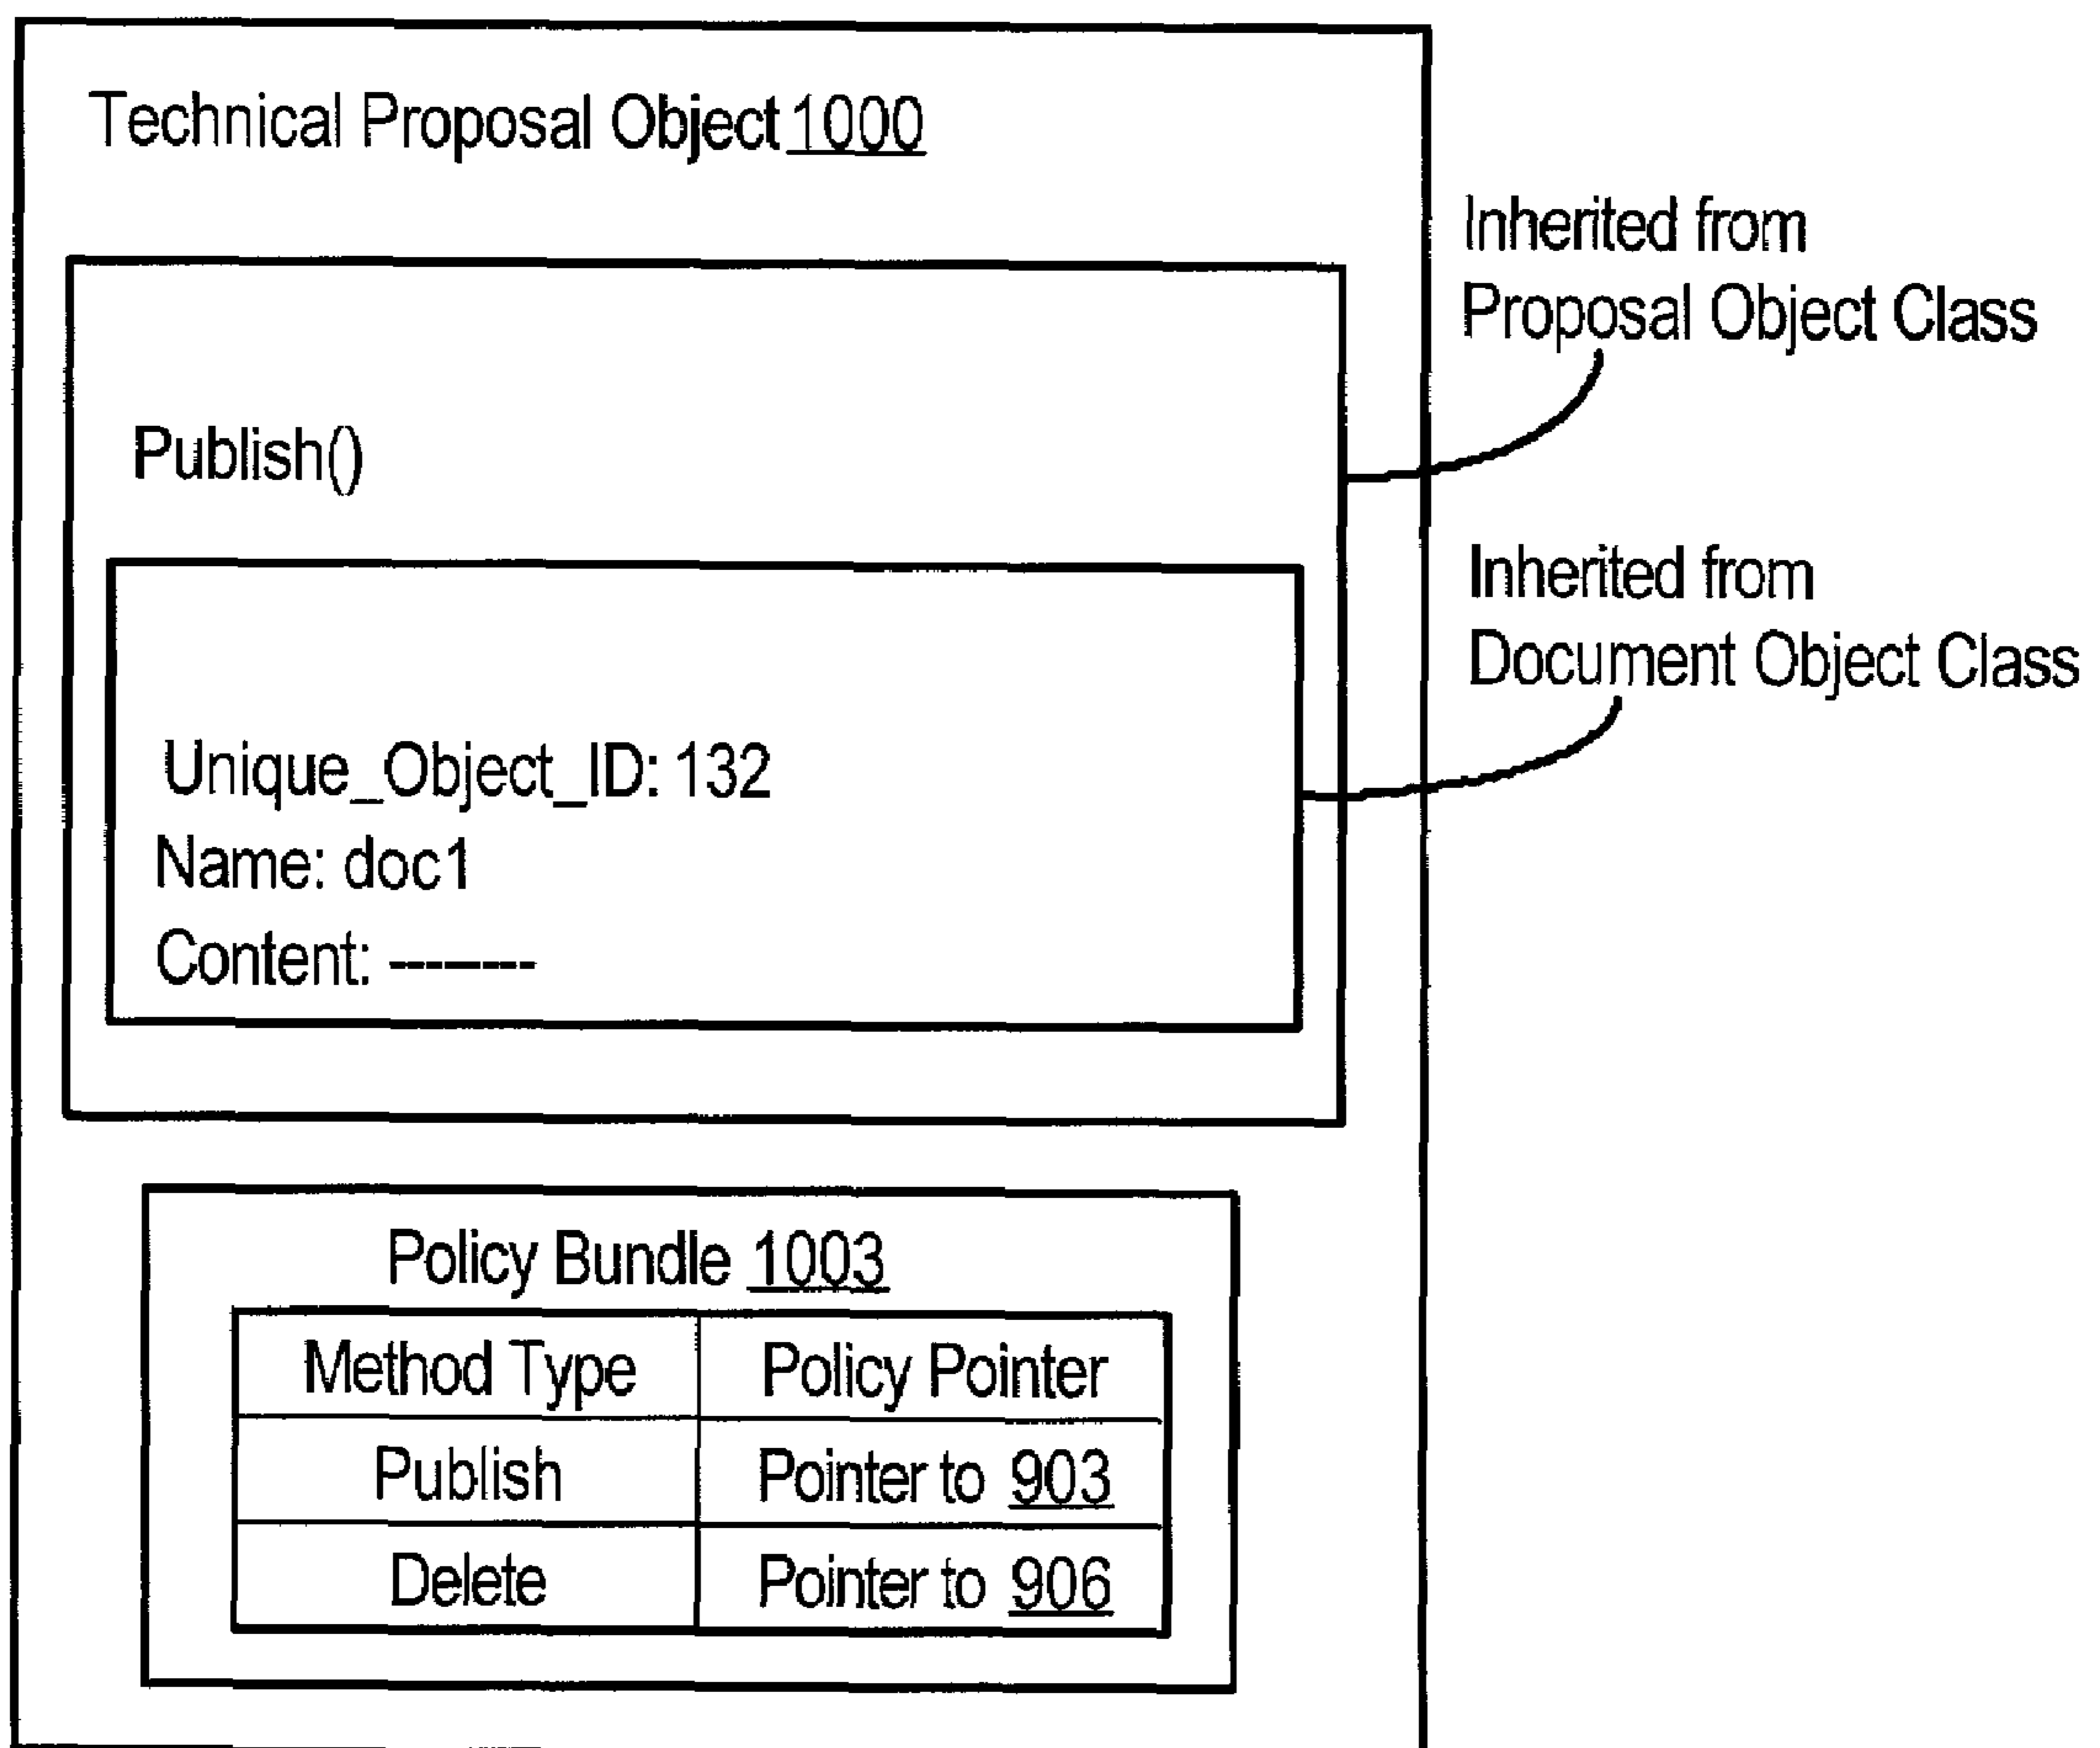 Technical Proposal Object 1000
Inherited from
Proposal Object Class
Publish()
Inherited from
Document Object Class
Unique_Object_ID: 132
Name: doc1
Content: --------
Policy Bundle 1003
Method Type Policy Pointer
Publish Pointer to 903
Delete Pointer to 906